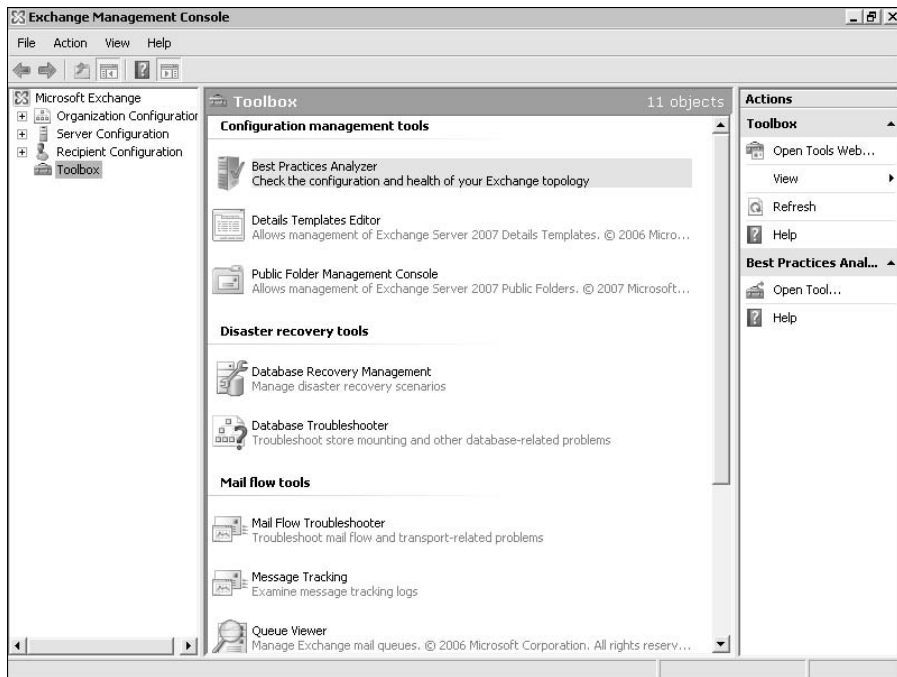 Exchange Management Console
File Action View Help
Microsoft Exchange
Organization Configuration
Server Configuration
Recipient Configuration
Toolbox
Toolbox 11 objects
Configuration management tools
Best Practices Analyzer
Check the configuration and health of your Exchange topology
Details Templates Editor
Allows management of Exchange Server 2007 Details Templates. © 2006 Micro...
Public Folder Management Console
Allows management of Exchange Server 2007 Public Folders. © 2007 Microsoft...
Disaster recovery tools
Database Recovery Management
Manage disaster recovery scenarios
Database Troubleshooter
Troubleshoot store mounting and other database-related problems
Mail flow tools
Mail Flow Troubleshooter
Troubleshoot mail flow and transport-related problems
Message Tracking
Examine message tracking logs
Queue Viewer
Manage Exchange mail queues. © 2006 Microsoft Corporation. All rights reserv...
Actions
Toolbox
Open Tools Web...
View
Refresh
Help
Best Practices Anal...
Open Tool...
Help